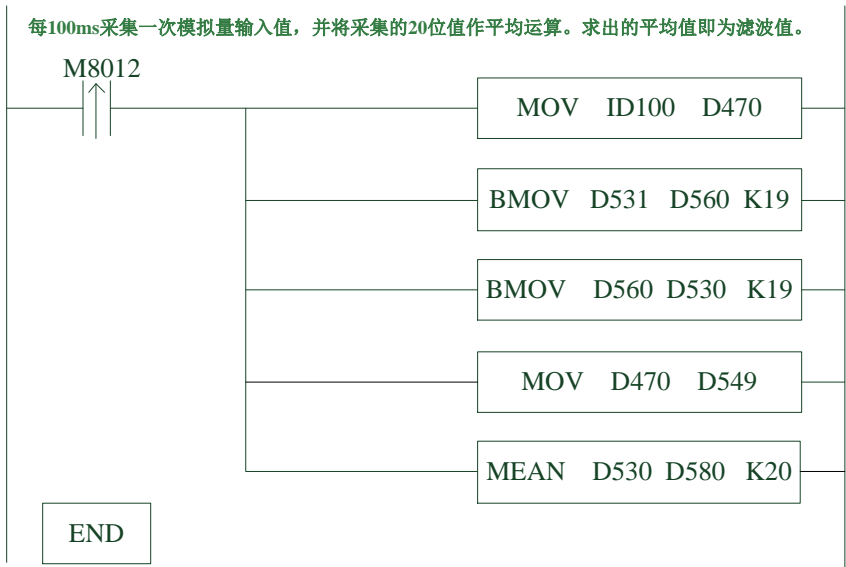 每100ms采集一次模拟量输入值，并将采集的20位值作平均运算。求出的平均值即为滤波值。
M8012
MOV ID100 D470
BMOV D531 D560 K19
BMOV D560 D530 K19
MOV D470 D549
MEAN D530 D580 K20
END